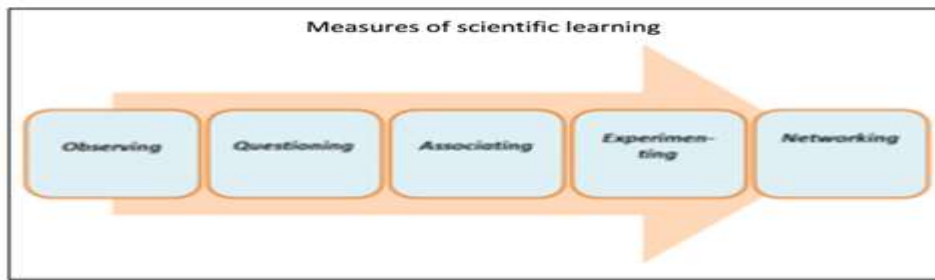 Measures of scientific learning
Observing
Questioning
Associating
Experimen-
ting
Networking